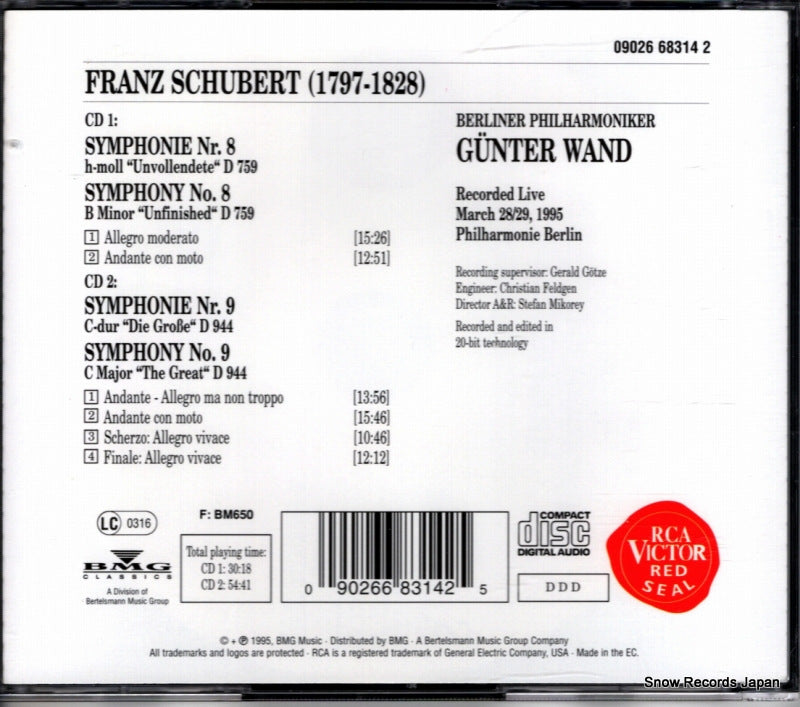 09026 68314 2
FRANZ SCHUBERT (1797-1828)
CD 1:
SYMPHONIE Nr. 8
h-moll "Unvollendete" D 759
SYMPHONY No. 8
B Minor "Unfinished" D 759
1 Allegro moderato [15:26]
2 Andante con moto [12:51]
CD 2:
SYMPHONIE Nr. 9
C-dur "Die Große" D 944
SYMPHONY No. 9
C Major "The Great" D 944
1 Andante - Allegro ma non troppo [13:56]
2 Andante con moto [15:46]
3 Scherzo: Allegro vivace [10:46]
4 Finale: Allegro vivace [12:12]
BERLINER PHILHARMONIKER
GÜNTER WAND
Recorded Live
March 28/29, 1995
Philharmonie Berlin
Recording supervisor: Gerald Götze
Engineer: Christian Feldgen
Director A&R: Stefan Mikorey
Recorded and edited in
20-bit technology
LC 0316
BMG
CLASSICS
A Division of
Bertelsmann Music Group
F: BM650
Total playing time:
CD 1: 30:18
CD 2: 54:41
0 90266 83142 5
COMPACT
disc
DIGITAL AUDIO
DDD
RCA
VICTOR
RED
SEAL
© + ℗ 1995, BMG Music · Distributed by BMG · A Bertelsmann Music Group Company
All trademarks and logos are protected · RCA is a registered trademark of General Electric Company, USA · Made in the EC.
Snow Records Japan